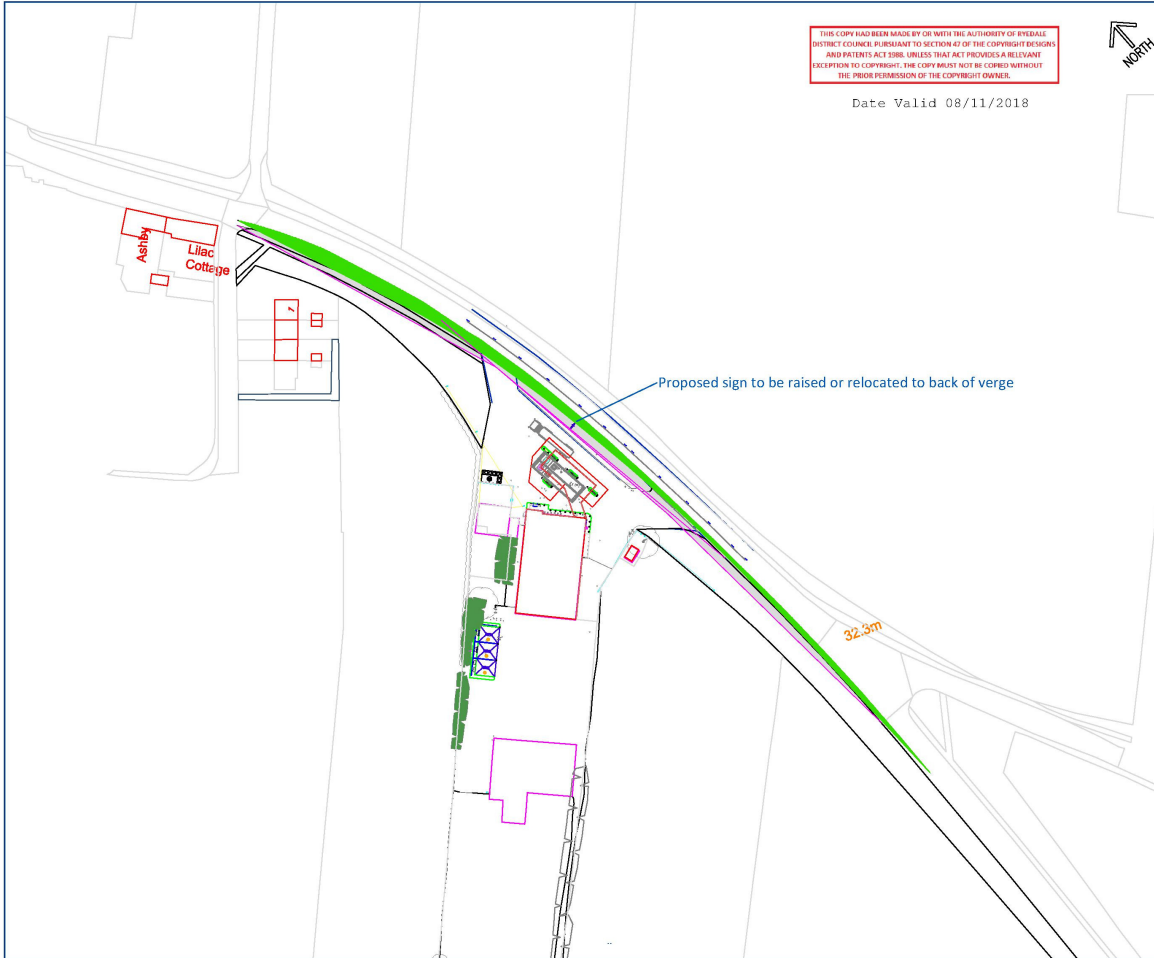 THIS COPY HAD BEEN MADE BY OR WITH THE AUTHORITY OF RYEDALE
DISTRICT COUNCIL PURSUANT TO SECTION 47 OF THE COPYRIGHT DESIGNS
AND PATENTS ACT 1988. UNLESS THAT ACT PROVIDES A RELEVANT
EXCEPTION TO COPYRIGHT. THE COPY MUST NOT BE COPIED WITHOUT
THE PRIOR PERMISSION OF THE COPYRIGHT OWNER.
NORTH
Date Valid 08/11/2018
Ashby
Lilac
Cottage
Proposed sign to be raised or relocated to back of verge
32.3m